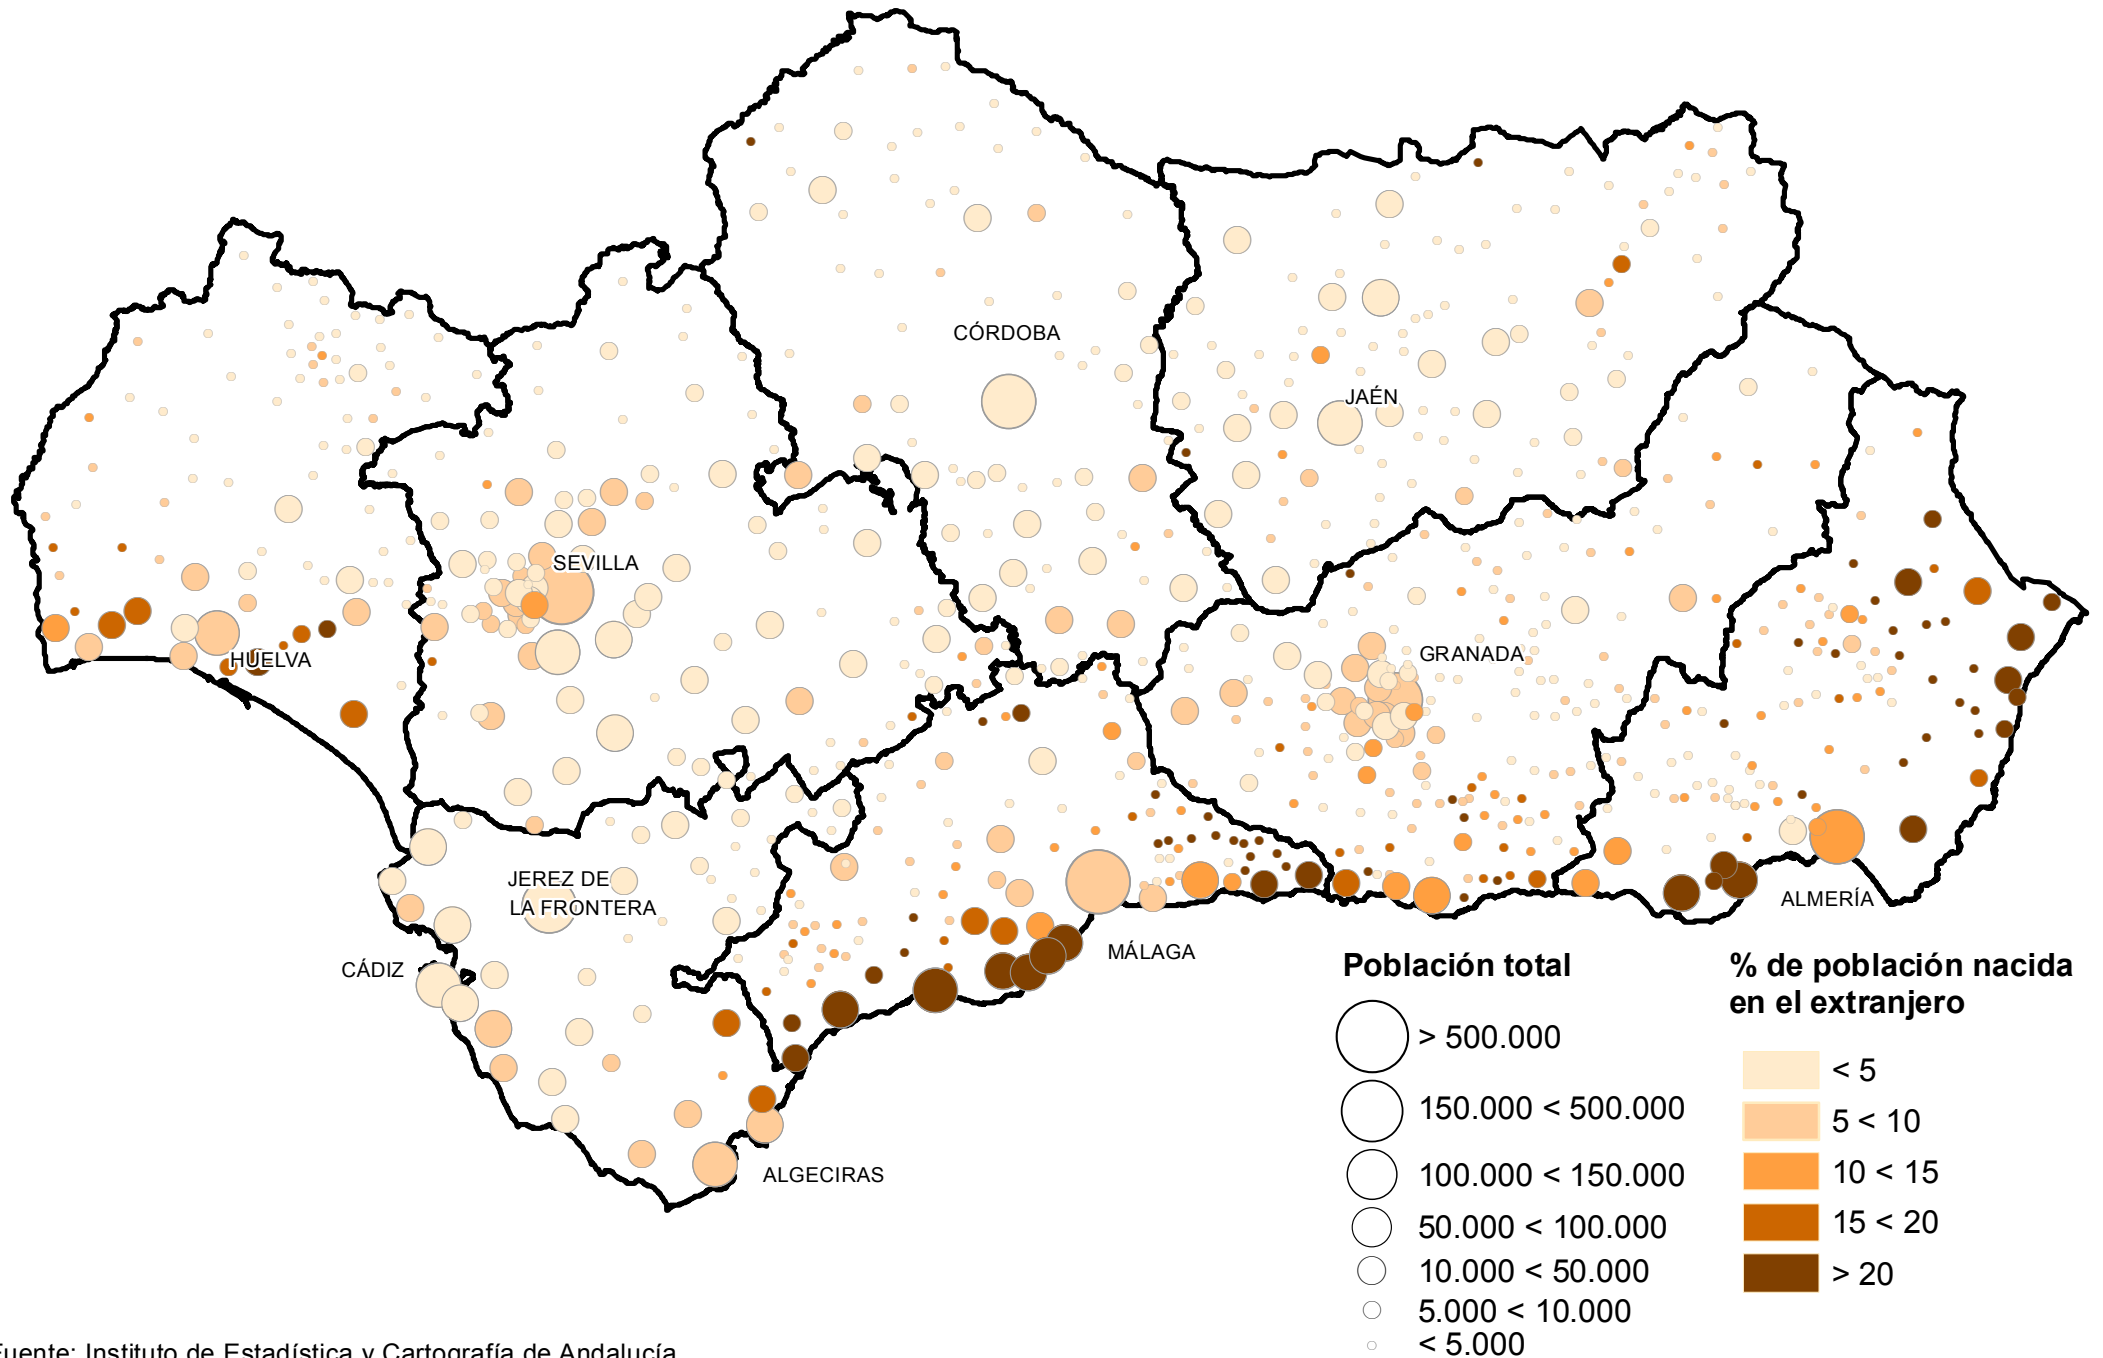 CÓRDOBA
JAÉN
SEVILLA
GRANADA
HUELVA
JEREZ DE
LA FRONTERA
ALMERÍA
MÁLAGA
CÁDIZ
ALGECIRAS
Población total
> 500.000
150.000 < 500.000
100.000 < 150.000
50.000 < 100.000
10.000 < 50.000
5.000 < 10.000
< 5.000
% de población nacida
en el extranjero
< 5
5 < 10
10 < 15
15 < 20
> 20
Fuente: Instituto de Estadística y Cartografía de Andalucía